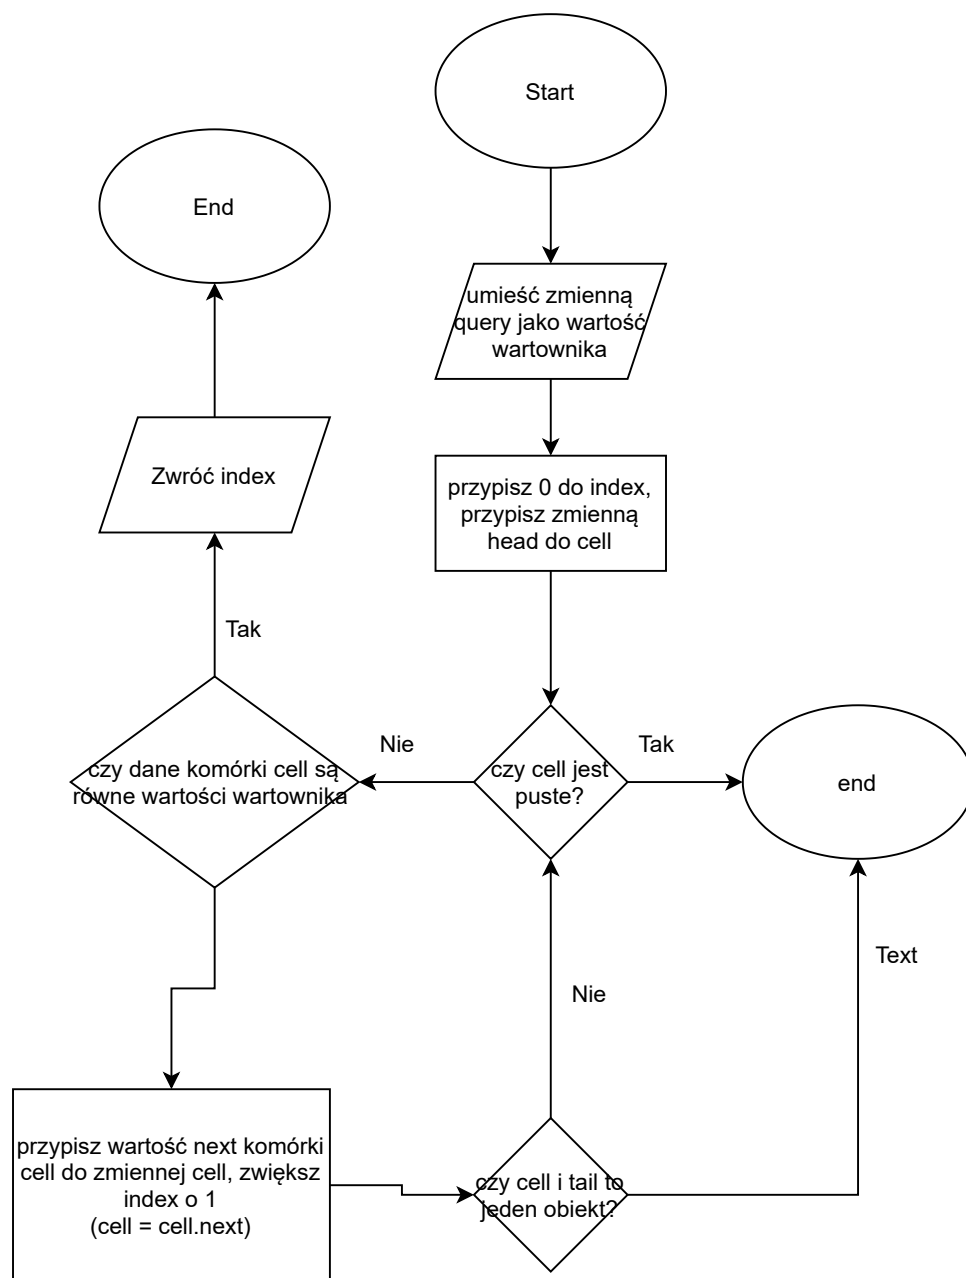 Start
End
umieść zmienną
query jako wartość
wartownika
Zwróć index
przypisz 0 do index,
przypisz zmienną
head do cell
Tak
Nie
Tak
czy dane komórki cell są
równe wartości wartownika
czy cell jest
puste?
end
Text
Nie
przypisz wartość next komórki
cell do zmiennej cell, zwiększ
index o 1
(cell = cell.next)
czy cell i tail to
jeden obiekt?